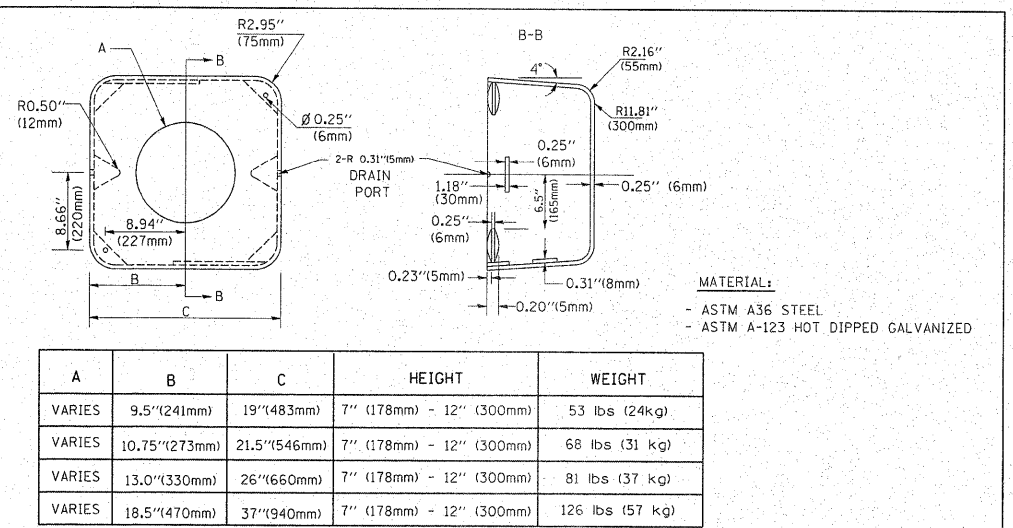 R2.95''
(75mm)
A
B
R0.50''
(12mm)
Ø 0.25''
(6mm)
2-R 0.31''(5mm)
DRAIN
PORT
8.66''
(220mm)
8.94''
(227mm)
B
B
C
B-B
4°
R2.16''
(55mm)
R11.81''
(300mm)
0.25''
(6mm)
1.18''
(30mm)
6.5''
(165mm)
0.25'' (6mm)
0.25''
(6mm)
0.23''(5mm)
0.31''(8mm)
0.20''(5mm)
MATERIAL:
- ASTM A36 STEEL
- ASTM A-123 HOT DIPPED GALVANIZED
A B C HEIGHT WEIGHT
VARIES 9.5''(241mm) 19''(483mm) 7'' (178mm) - 12'' (300mm) 53 lbs (24kg)
VARIES 10.75''(273mm) 21.5''(546mm) 7'' (178mm) - 12'' (300mm) 68 lbs (31 kg)
VARIES 13.0''(330mm) 26''(660mm) 7'' (178mm) - 12'' (300mm) 81 lbs (37 kg)
VARIES 18.5''(470mm) 37''(940mm) 7'' (178mm) - 12'' (300mm) 126 lbs (57 kg)